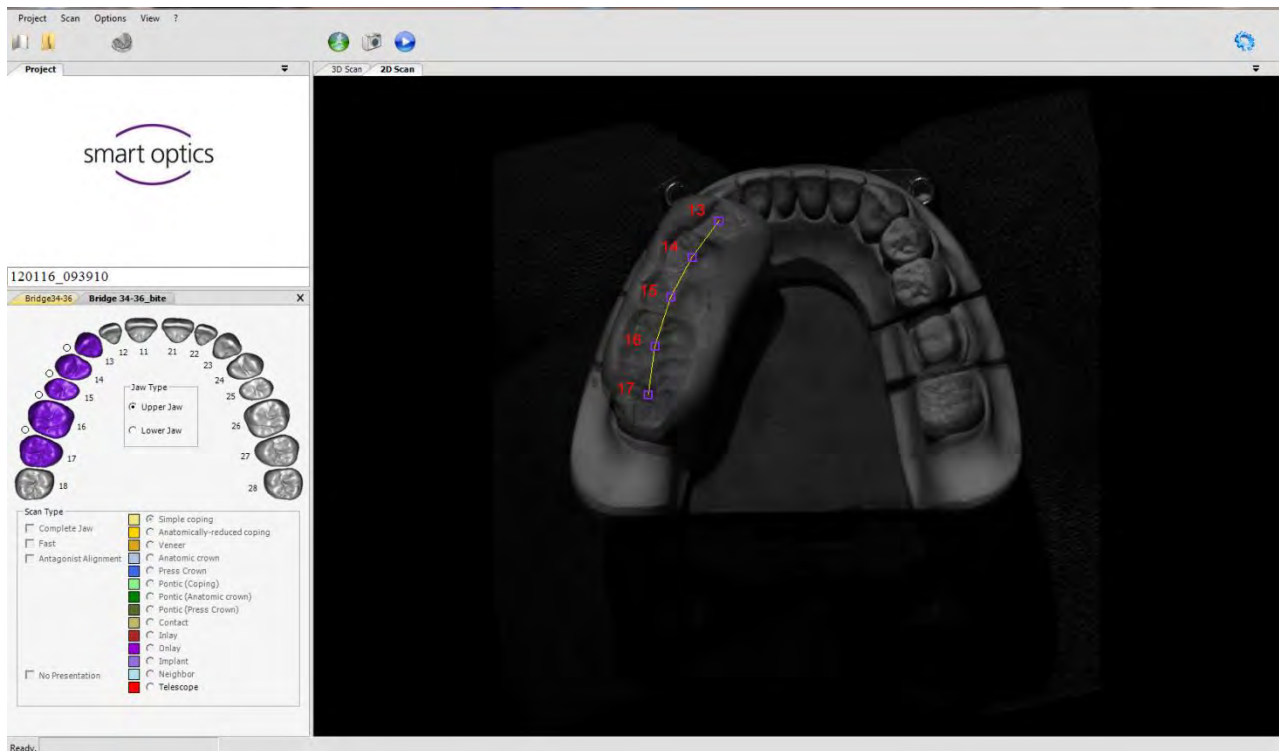 Project Scan Options View ?
Project
3D Scan 2D Scan
smart optics
120116_093910
Bridge34-36 Bridge 34-36_bite X
12 11 21 22
13 23
14 24
15 25
16 26
17 27
18 28
Jaw Type
Upper Jaw
Lower Jaw
Scan Type
Complete Jaw
Fast
Antagonist Alignment
No Presentation
Simple coping
Anatomically-reduced coping
Veneer
Anatomic crown
Press Crown
Pontic (Coping)
Pontic (Anatomic crown)
Pontic (Press Crown)
Contact
Inlay
Onlay
Implant
Neighbor
Telescope
13
14
15
16
17
Ready.